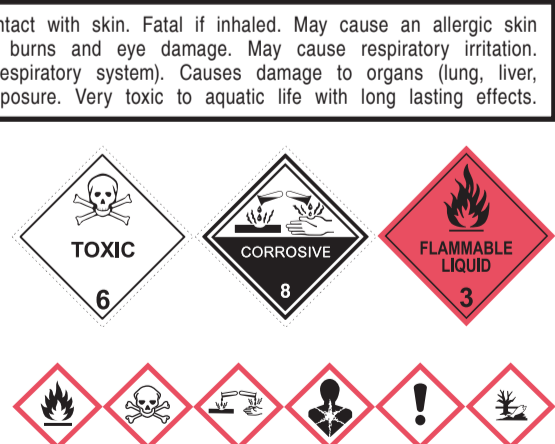 ntact with skin. Fatal if inhaled. May cause an allergic skin
burns and eye damage. May cause respiratory irritation.
espiratory system). Causes damage to organs (lung, liver,
posure. Very toxic to aquatic life with long lasting effects.
TOXIC
6
CORROSIVE
8
FLAMMABLE
LIQUID
3